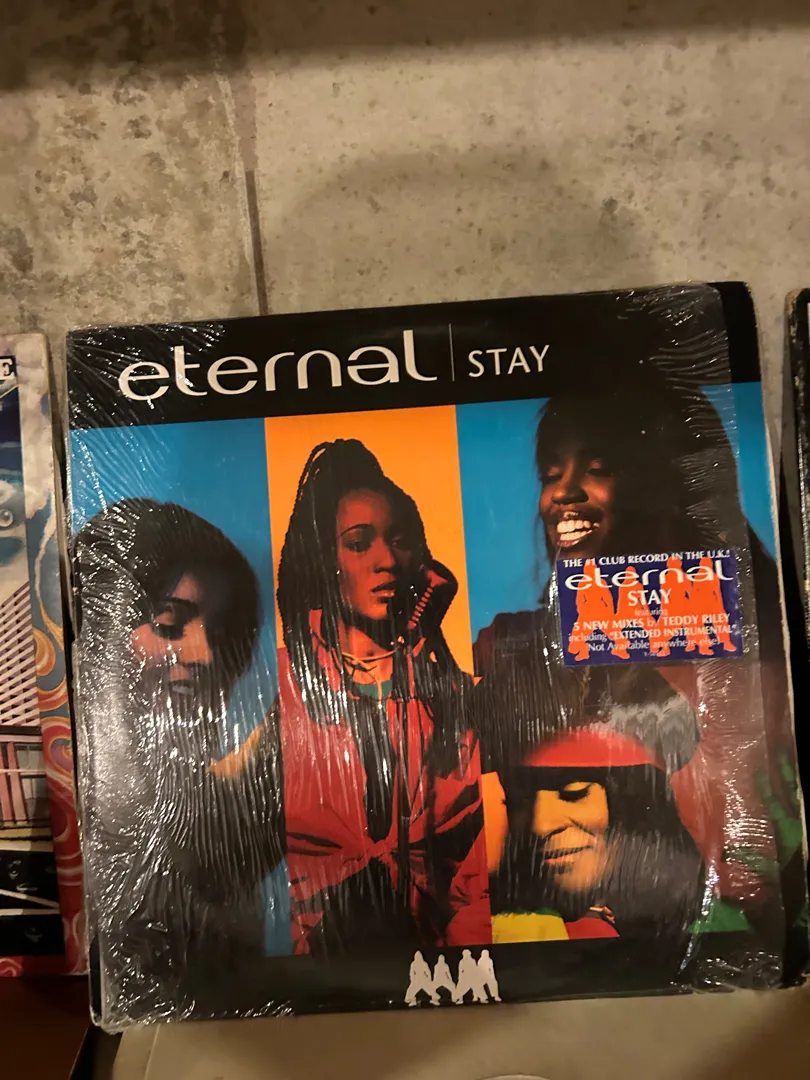 E
eternal | STAY
THE #1 CLUB RECORD IN THE U.K.!
eternal
STAY
featuring
5 NEW MIXES by TEDDY RILEY
including "EXTENDED INSTRUMENTAL"
(Not Available anywhere else)